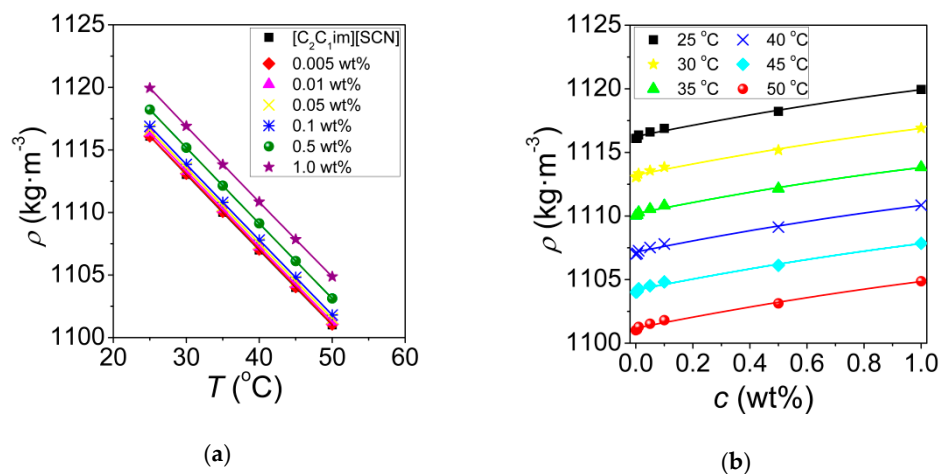 1125
1120
1115
1110
1105
1100
ρ (kg·m⁻³)
[C₂C₁im][SCN]
0.005 wt%
0.01 wt%
0.05 wt%
0.1 wt%
0.5 wt%
1.0 wt%
20 30 40 50 60
T (°C)
(a)
1125
1120
1115
1110
1105
1100
ρ (kg·m⁻³)
25 °C 40 °C
30 °C 45 °C
35 °C 50 °C
0.0 0.2 0.4 0.6 0.8 1.0
c (wt%)
(b)